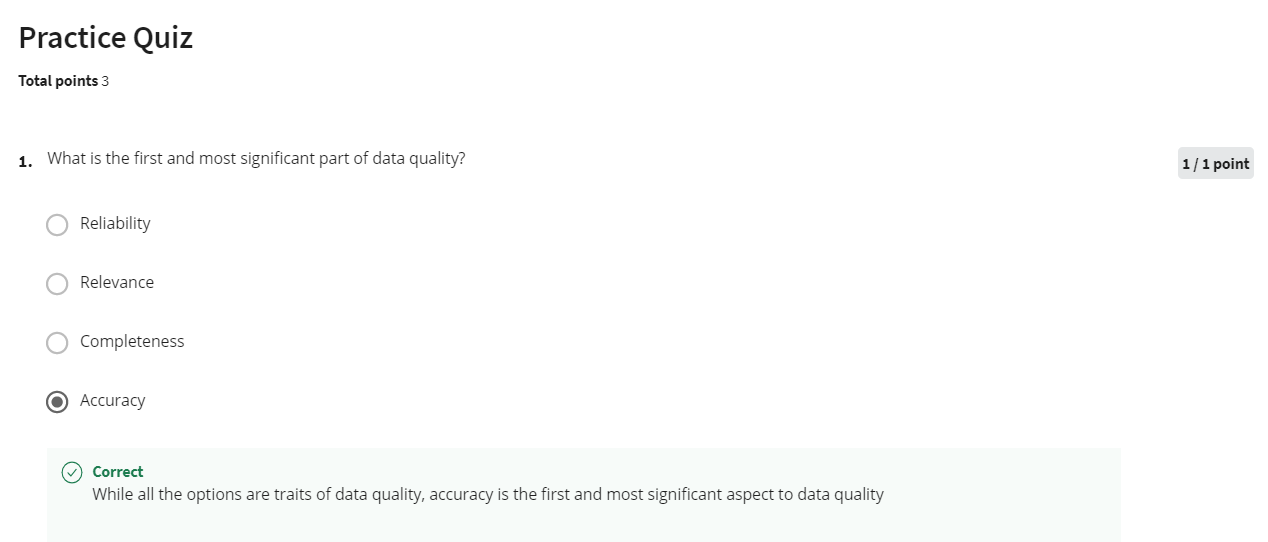 Practice Quiz
Total points 3
1. What is the first and most significant part of data quality?
1 / 1 point
Reliability
Relevance
Completeness
Accuracy
Correct
While all the options are traits of data quality, accuracy is the first and most significant aspect to data quality